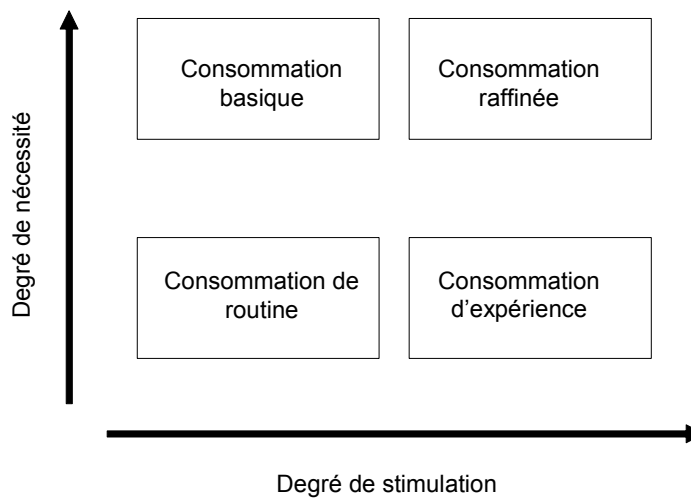 Degré de nécessité
Consommation
basique
Consommation
raffinée
Consommation de
routine
Consommation
d’expérience
Degré de stimulation